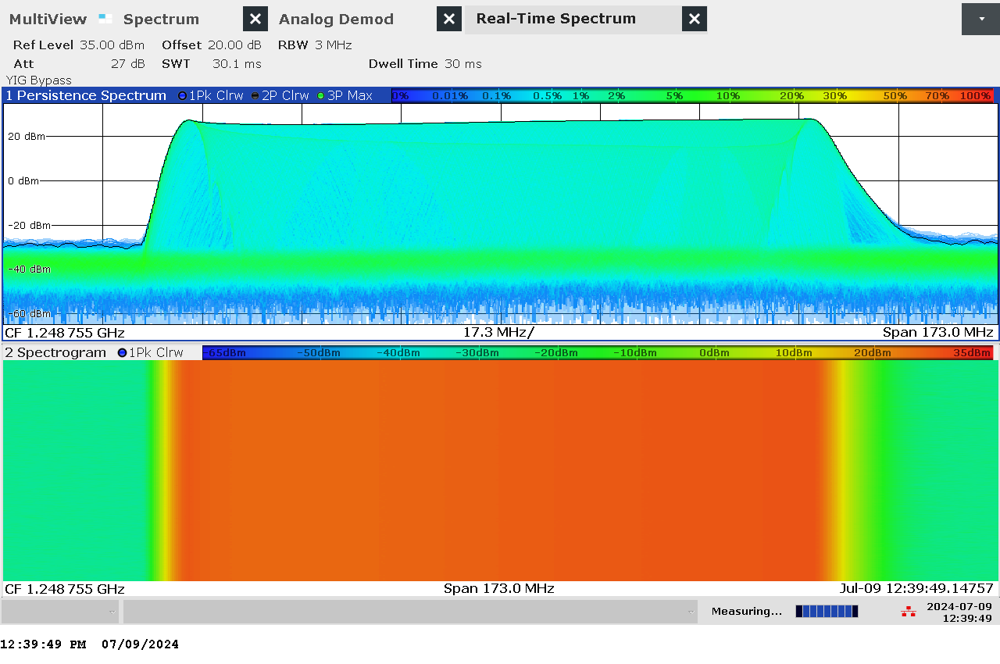 MultiView Spectrum Analog Demod Real-Time Spectrum
Ref Level 35.00 dBm Offset 20.00 dB RBW 3 MHz
Att 27 dB SWT 30.1 ms Dwell Time 30 ms
YIG Bypass
1 Persistence Spectrum 1Pk Clrw 2P Clrw 3P Max 0% 0.01% 0.1% 0.5% 1% 2% 5% 10% 20% 30% 50% 70% 100%
20 dBm
0 dBm
-20 dBm
-40 dBm
-60 dBm
CF 1.248755 GHz 17.3 MHz/ Span 173.0 MHz
2 Spectrogram 1Pk Clrw -65dBm -50dBm -40dBm -30dBm -20dBm -10dBm 0dBm 10dBm 20dBm 35dBm
CF 1.248755 GHz Span 173.0 MHz Jul-09 12:39:49.14757
Measuring... 2024-07-09
12:39:49
12:39:49 PM 07/09/2024